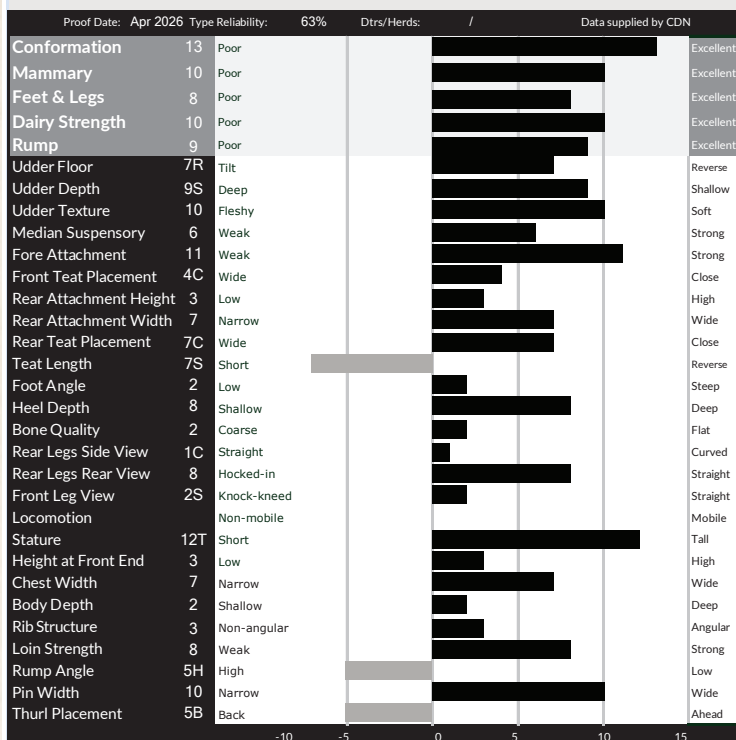 Proof Date: Apr 2026 Type Reliability: 63% Dtrs/Herds: / Data supplied by CDN
Conformation 13 Poor Excellent
Mammary 10 Poor Excellent
Feet & Legs 8 Poor Excellent
Dairy Strength 10 Poor Excellent
Rump 9 Poor Excellent
Udder Floor 7R Tilt Reverse
Udder Depth 9S Deep Shallow
Udder Texture 10 Fleshy Soft
Median Suspensory 6 Weak Strong
Fore Attachment 11 Weak Strong
Front Teat Placement 4C Wide Close
Rear Attachment Height 3 Low High
Rear Attachment Width 7 Narrow Wide
Rear Teat Placement 7C Wide Close
Teat Length 7S Short Reverse
Foot Angle 2 Low Steep
Heel Depth 8 Shallow Deep
Bone Quality 2 Coarse Flat
Rear Legs Side View 1C Straight Curved
Rear Legs Rear View 8 Hocked-in Straight
Front Leg View 2S Knock-kneed Straight
Locomotion Non-mobile Mobile
Stature 12T Short Tall
Height at Front End 3 Low High
Chest Width 7 Narrow Wide
Body Depth 2 Shallow Deep
Rib Structure 3 Non-angular Angular
Loin Strength 8 Weak Strong
Rump Angle 5H High Low
Pin Width 10 Narrow Wide
Thurl Placement 5B Back Ahead
-10 -5 0 5 10 15